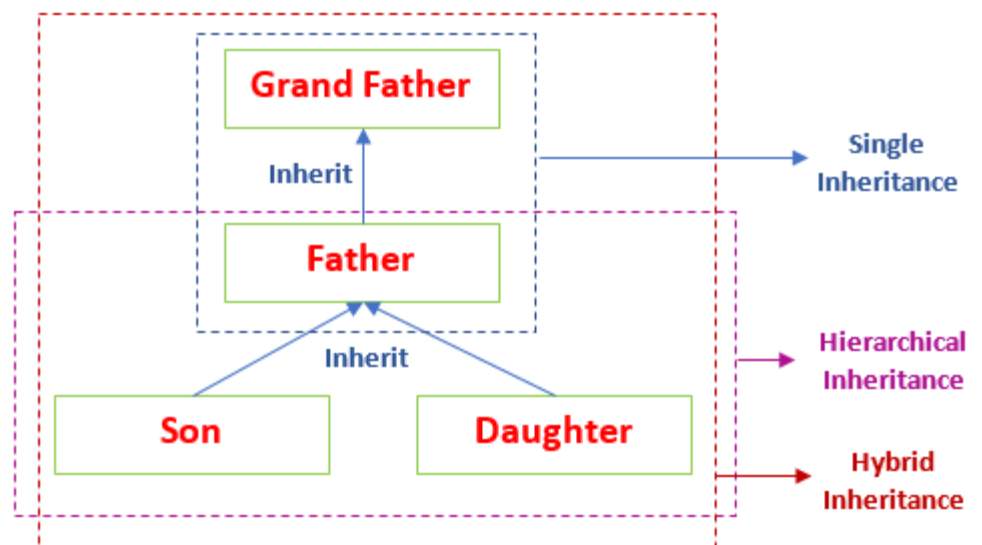 Grand Father
Single
Inheritance
Inherit
Father
Hierarchical
Inheritance
Inherit
Son
Daughter
Hybrid
Inheritance